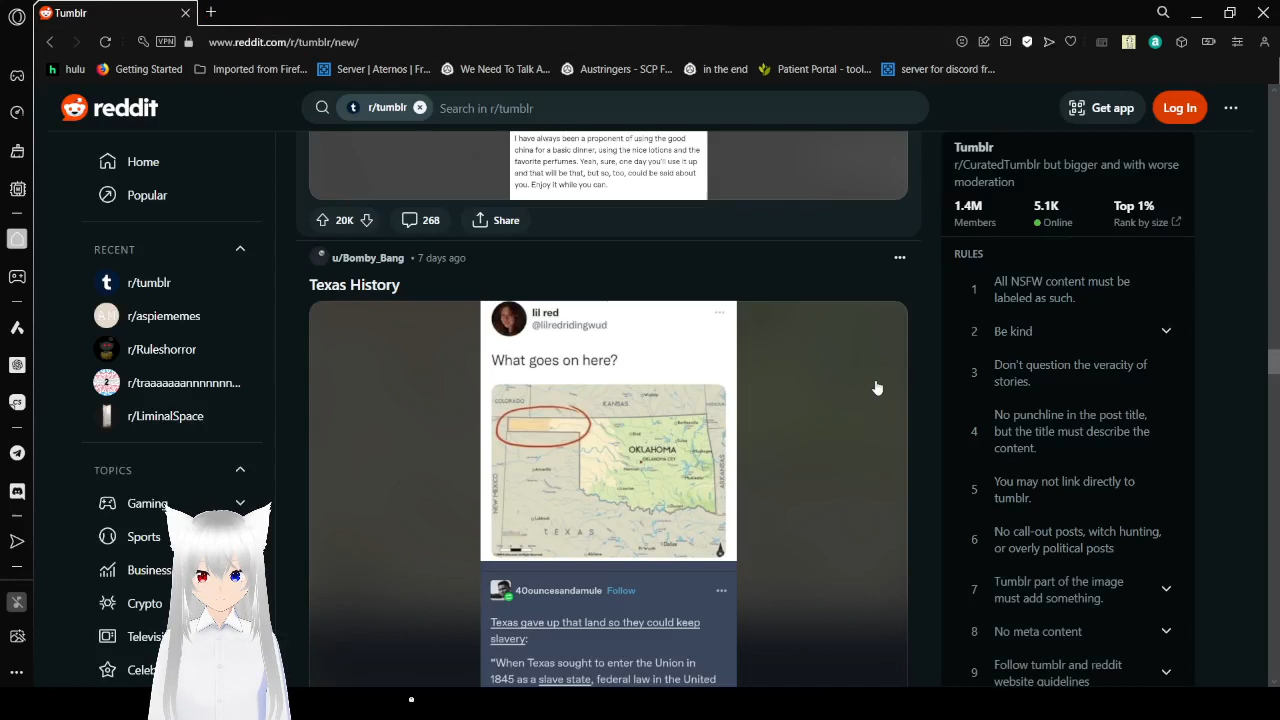 Tumblr
www.reddit.com/r/tumblr/new/
VPN
hulu
Getting Started
Imported from Firef...
Server | Aternos | Fr...
We Need To Talk A...
Austringers - SCP F...
in the end
Patient Portal - tool...
server for discord fr...
reddit
r/tumblr
Search in r/tumblr
Get app
Log In
Home
Popular
RECENT
r/tumblr
r/aspiememes
r/Ruleshorror
r/traaaaaaannnnnnn...
r/LiminalSpace
TOPICS
Gaming
Sports
Business
Crypto
Televisi
Celeb
I have always been a proponent of using the good
china for a basic dinner, using the nice lotions and the
favorite perfumes. Yeah, sure, one day you'll use it up
and that will be that, but so, too, could be said about
you. Enjoy it while you can.
20K
268
Share
u/Bomby_Bang • 7 days ago
Texas History
lil red
@lilredridingwud
What goes on here?
COLORADO
KANSAS
OKLAHOMA
OKLAHOMA CITY
NEW MEXICO
ARKANSAS
TEXAS
40ouncesandamule Follow
Texas gave up that land so they could keep
slavery:
"When Texas sought to enter the Union in
1845 as a slave state, federal law in the United
Tumblr
r/CuratedTumblr but bigger and with worse
moderation
1.4M
Members
5.1K
Online
Top 1%
Rank by size
RULES
1 All NSFW content must be
labeled as such.
2 Be kind
3 Don't question the veracity of
stories.
4 No punchline in the post title,
but the title must describe the
content.
5 You may not link directly to
tumblr.
6 No call-out posts, witch hunting,
or overly political posts
7 Tumblr part of the image
must add something.
8 No meta content
9 Follow tumblr and reddit
website guidelines